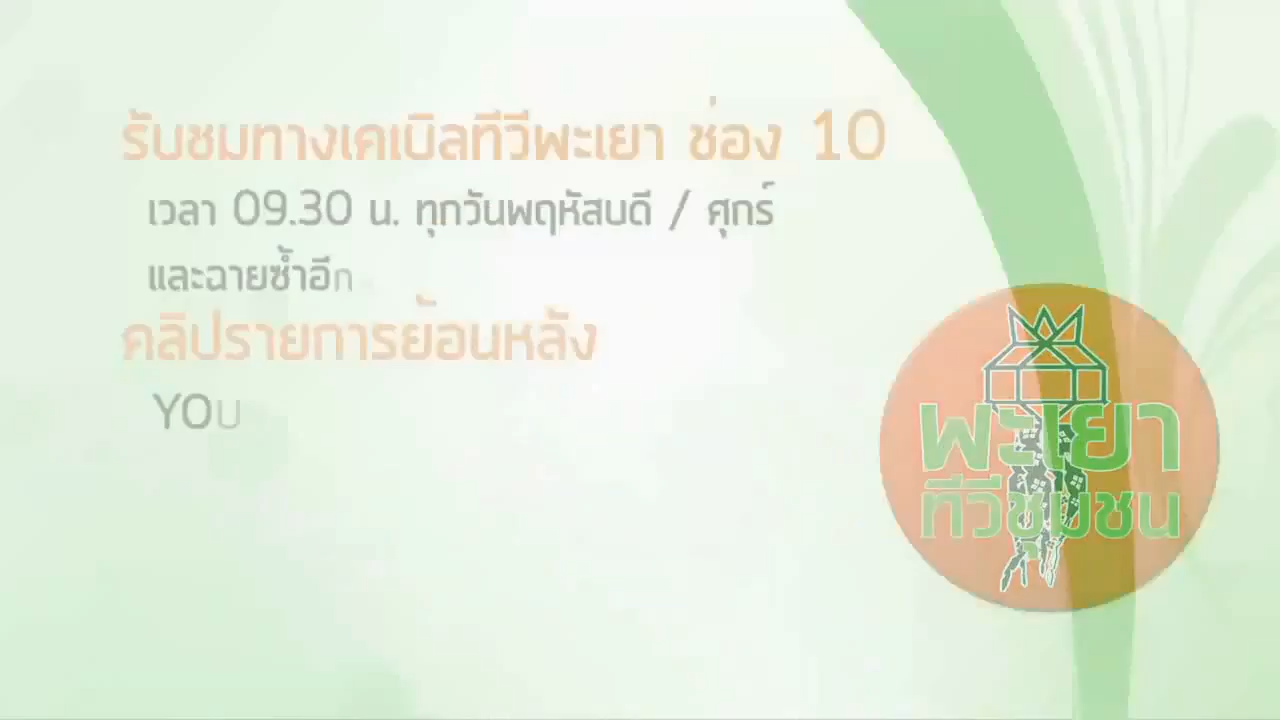 รับชมทางเคเบิลทีวีพะเยา ช่อง 10
เวลา 09.30 น. ทุกวันพฤหัสบดี / ศุกร์
และฉายซ้ำอีก
คลิปรายการย้อนหลัง
YOU
พะเยา
ทีวีชุมชน